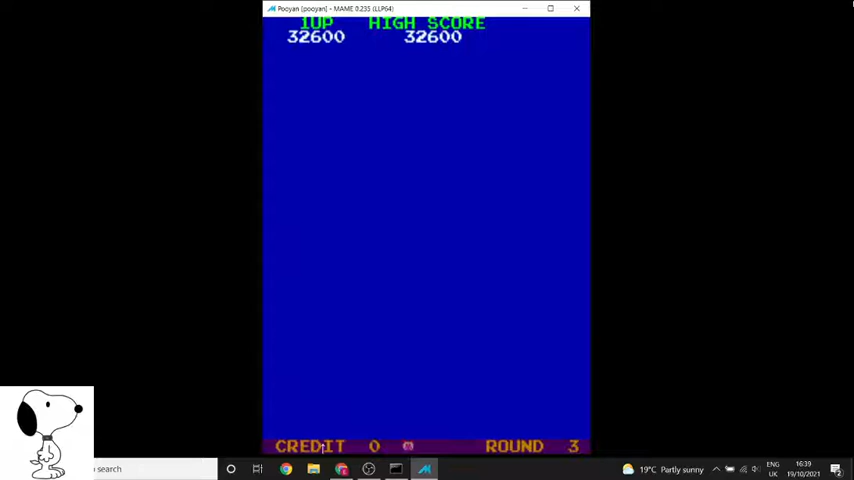 Pooyan [pooyan] - MAME 0.235 (LLP64)
1UP HIGH SCORE
32600 32600
CREDIT 0 ROUND 3
search
19°C Partly sunny
ENG
UK
16:39
19/10/2021
2